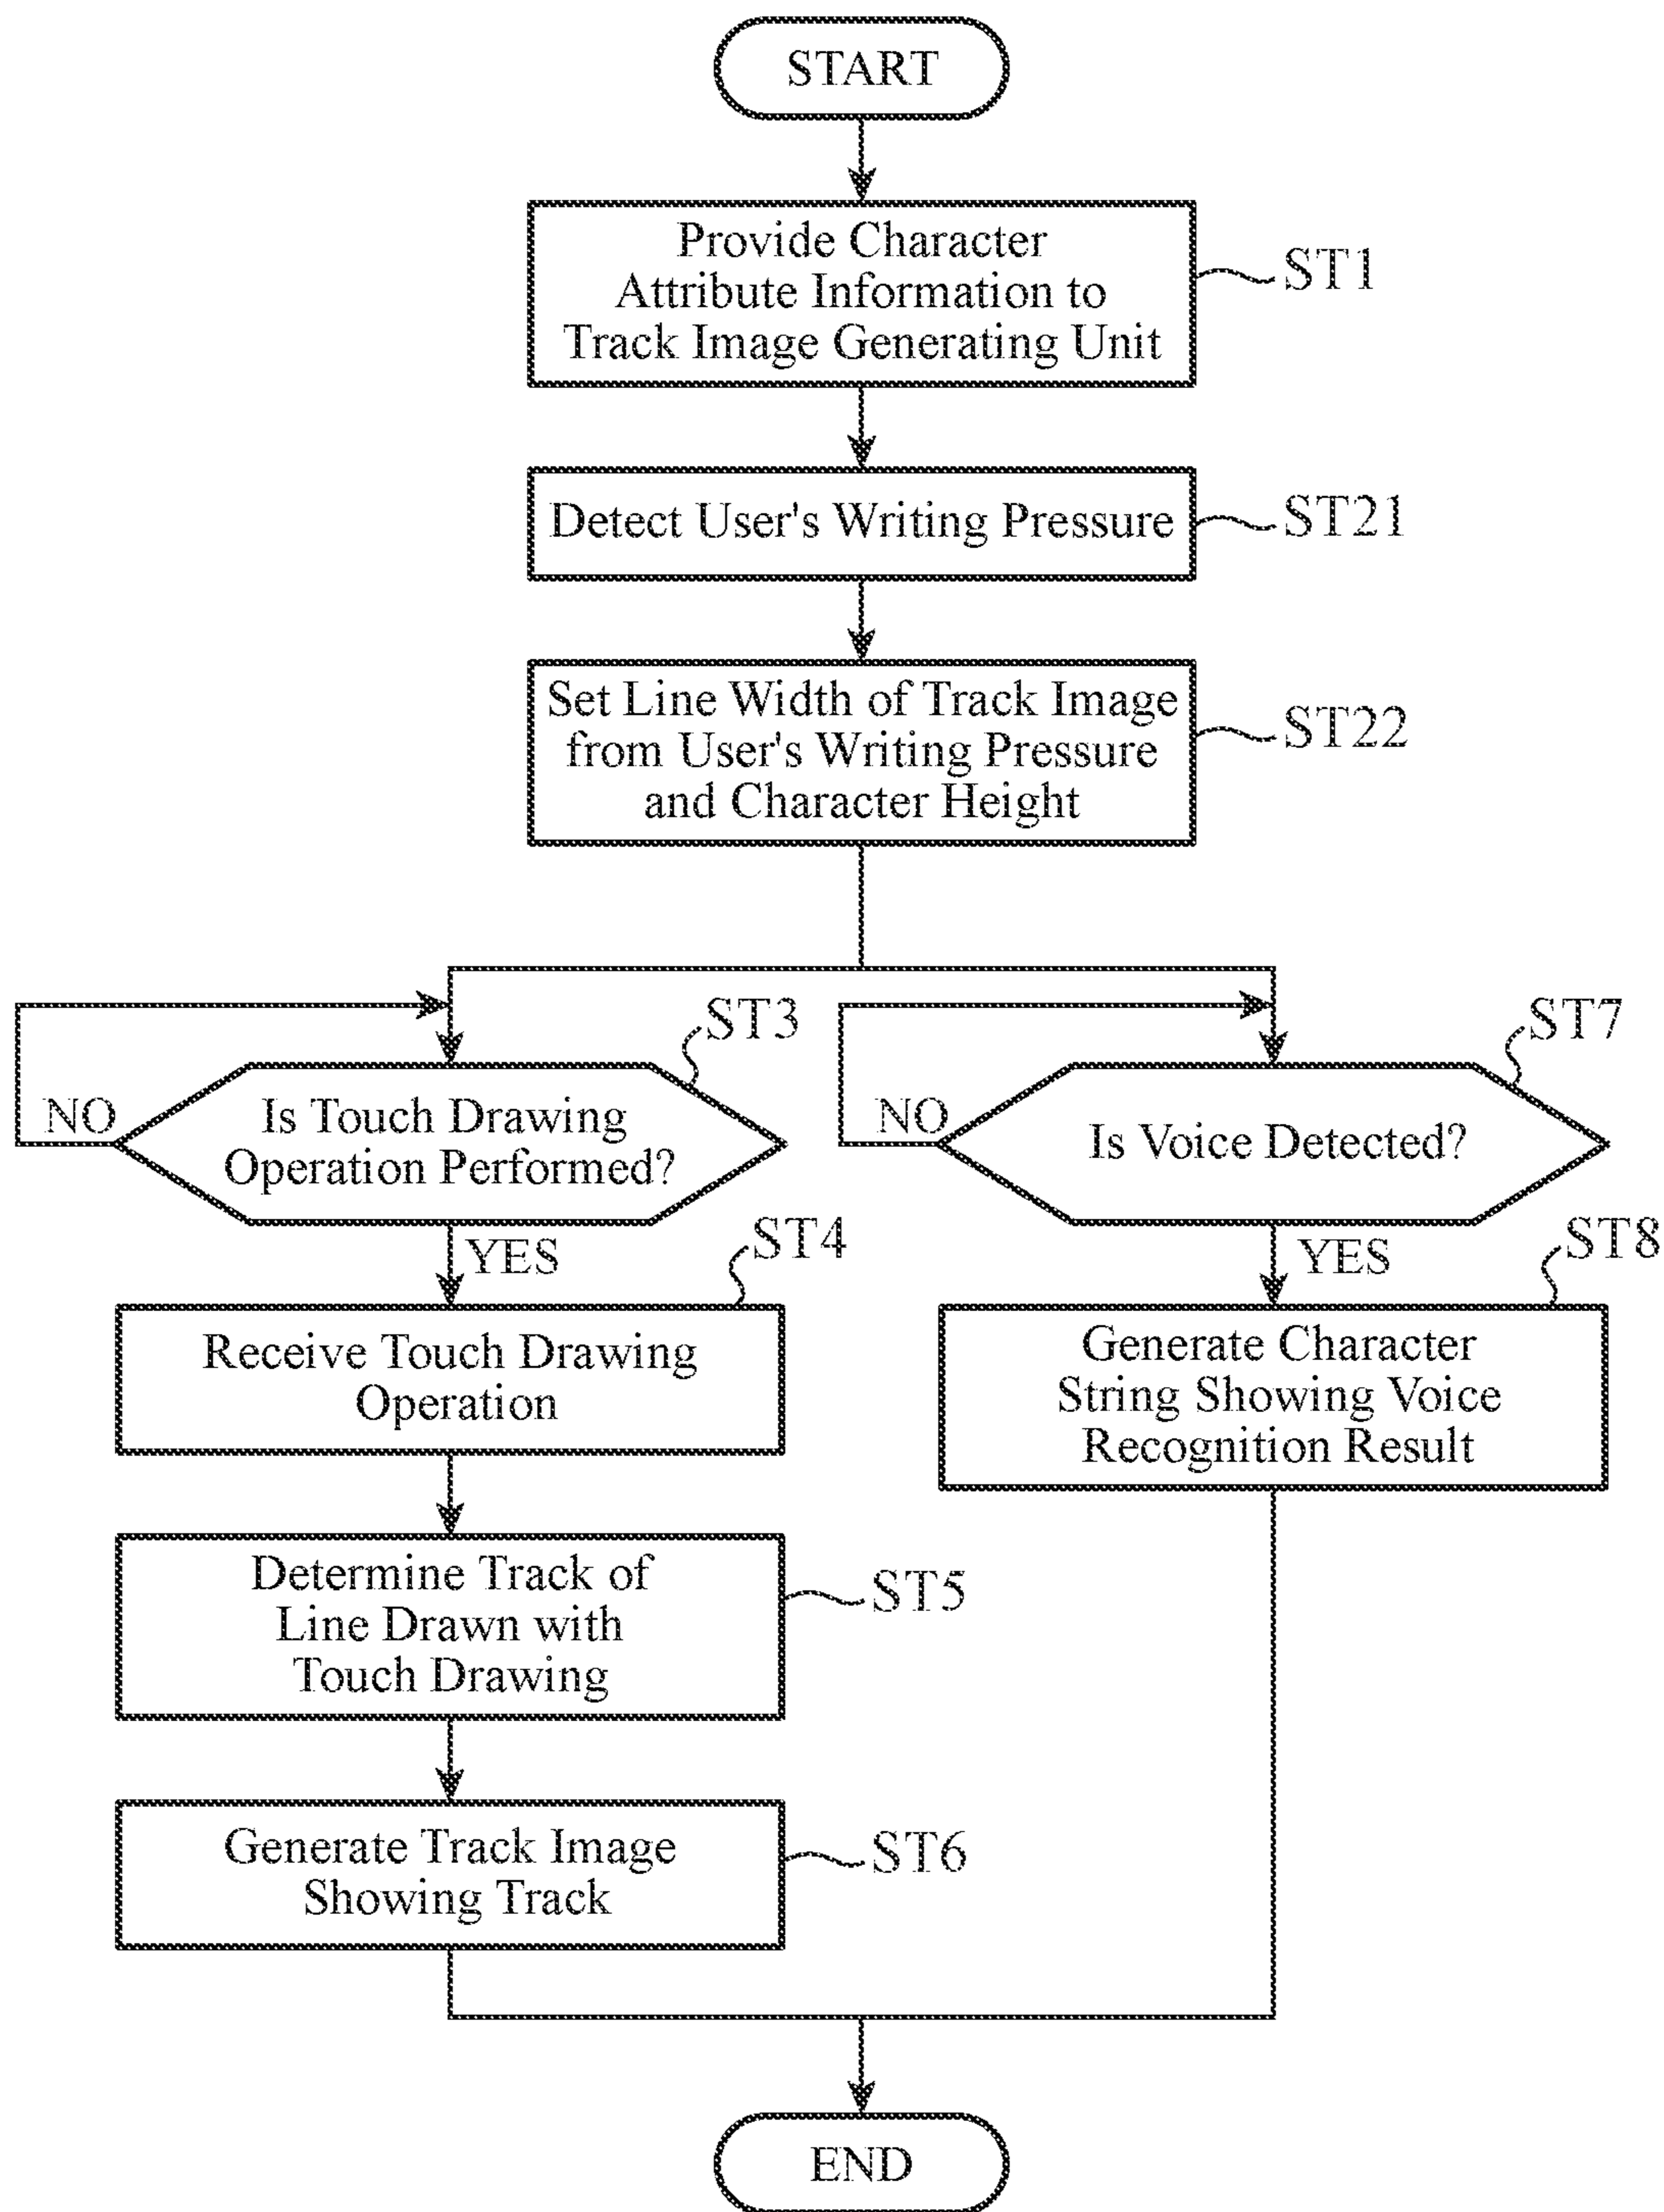 START
Provide Character
Attribute Information to
Track Image Generating Unit
ST1
Detect User's Writing Pressure
ST21
Set Line Width of Track Image
from User's Writing Pressure
and Character Height
ST22
ST3
NO
Is Touch Drawing
Operation Performed?
YES
ST4
Receive Touch Drawing
Operation
Determine Track of
Line Drawn with
Touch Drawing
ST5
Generate Track Image
Showing Track
ST6
ST7
NO
Is Voice Detected?
YES
ST8
Generate Character
String Showing Voice
Recognition Result
END